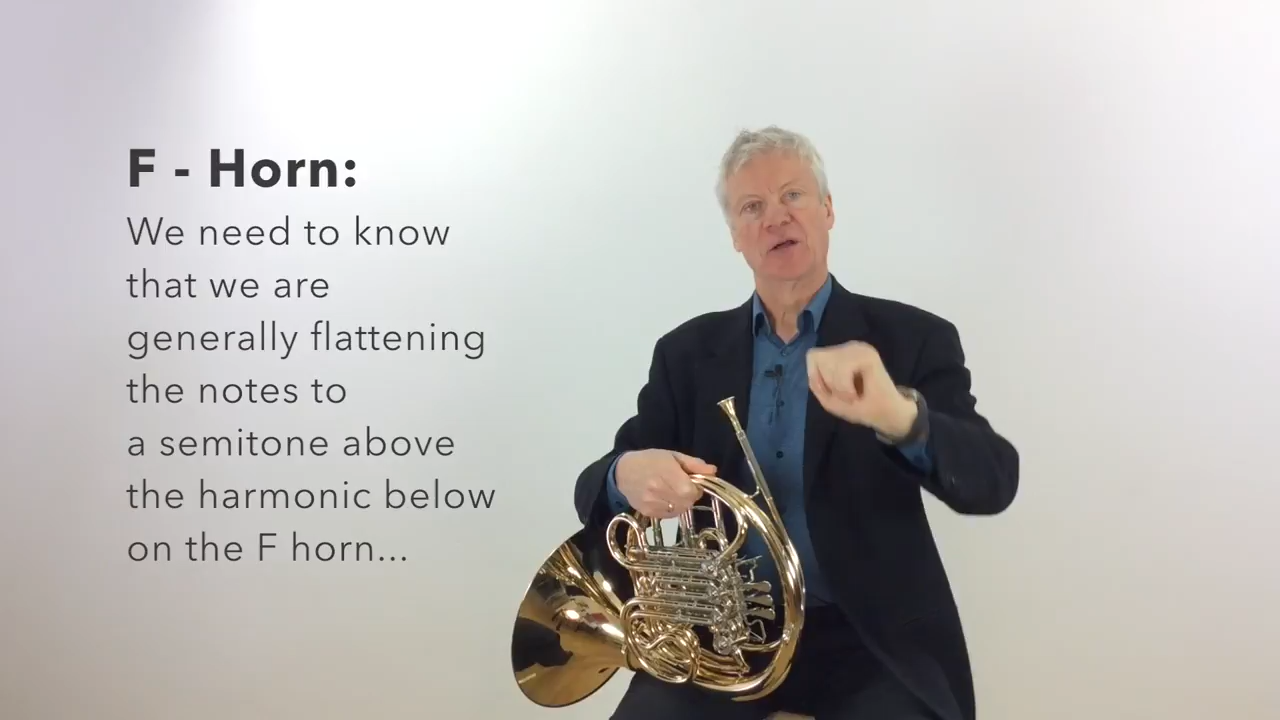 F - Horn:
We need to know
that we are
generally flattening
the notes to
a semitone above
the harmonic below
on the F horn...